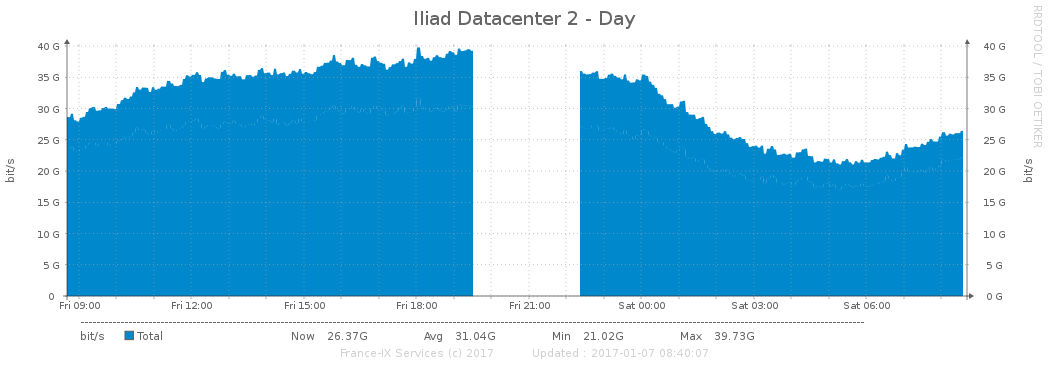 Iliad Datacenter 2 - Day
RRDTOOL / TOBI OETIKER
bit/s
40 G
35 G
30 G
25 G
20 G
15 G
10 G
5 G
0
40 G
35 G
30 G
25 G
20 G
15 G
10 G
5 G
0 G
bit/s
Fri 09:00 Fri 12:00 Fri 15:00 Fri 18:00 Fri 21:00 Sat 00:00 Sat 03:00 Sat 06:00
bit/s Total Now 26.37G Avg 31.04G Min 21.02G Max 39.73G
France-IX Services (c) 2017 Updated : 2017-01-07 08:40:07